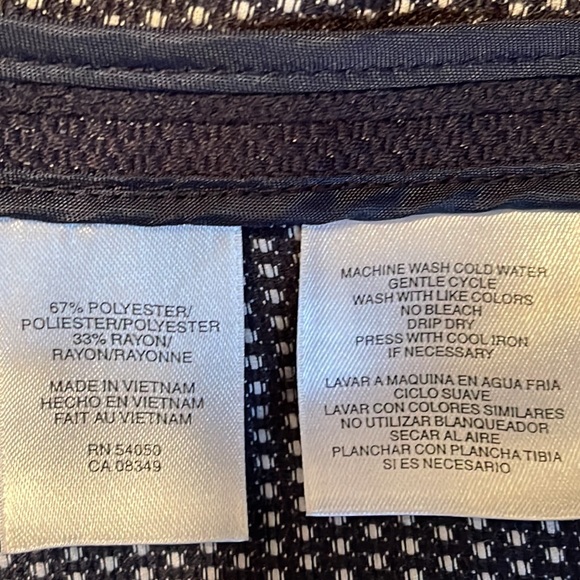 67% POLYESTER/
POLIESTER/POLYESTER
33% RAYON/
RAYON/RAYONNE
MADE IN VIETNAM
HECHO EN VIETNAM
FAIT AU VIETNAM
RN 54050
CA 08349
MACHINE WASH COLD WATER
GENTLE CYCLE
WASH WITH LIKE COLORS
NO BLEACH
DRIP DRY
PRESS WITH COOL IRON
IF NECESSARY
LAVAR A MAQUINA EN AGUA FRIA
CICLO SUAVE
LAVAR CON COLORES SIMILARES
NO UTILIZAR BLANQUEADOR
SECAR AL AIRE
PLANCHAR CON PLANCHA TIBIA
SI ES NECESARIO